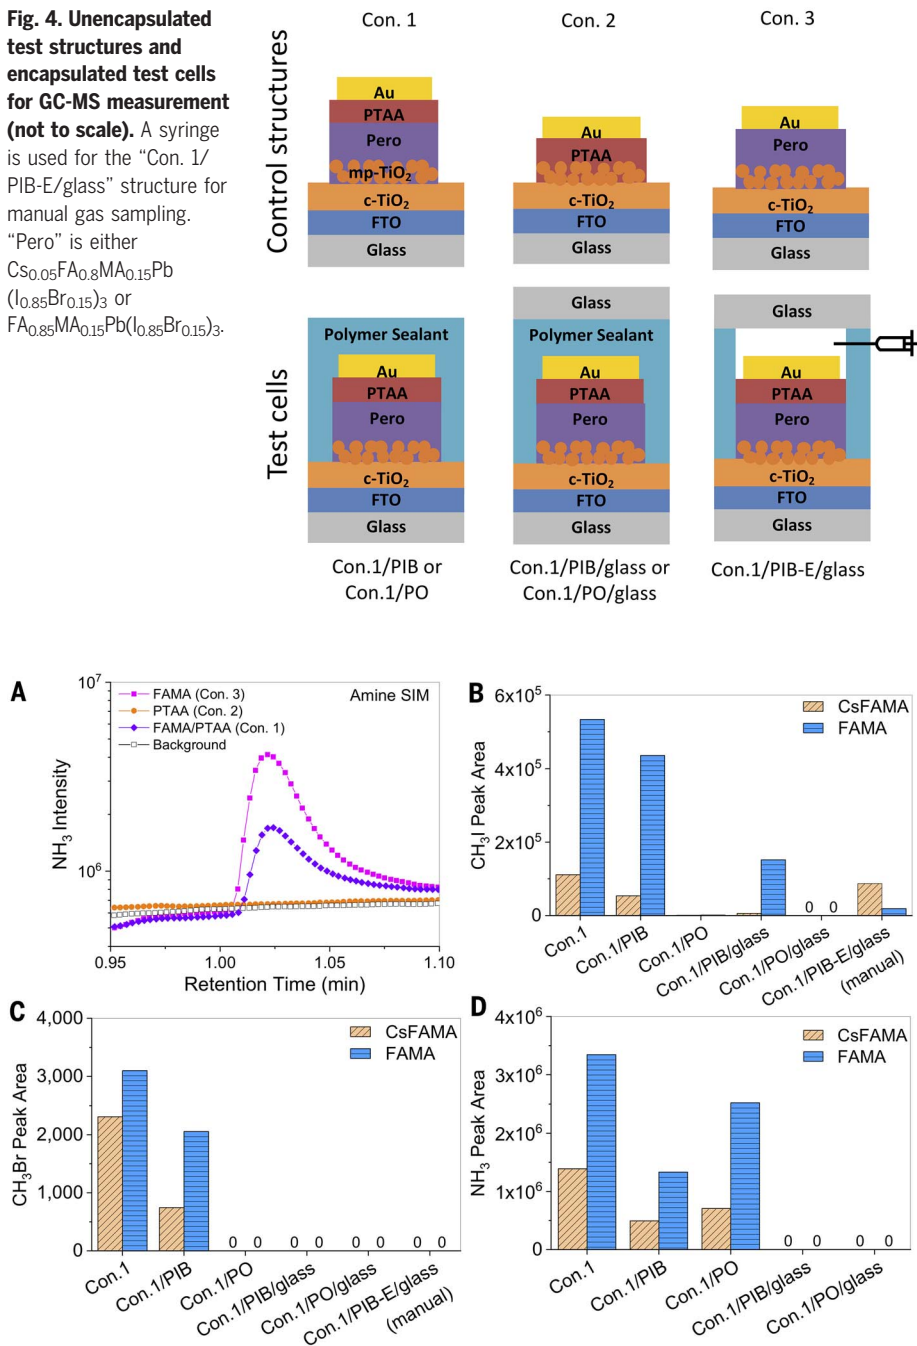 Fig. 4. Unencapsulated
test structures and
encapsulated test cells
for GC-MS measurement
(not to scale). A syringe
is used for the “Con. 1/
PIB-E/glass” structure for
manual gas sampling.
“Pero” is either
Cs0.05FA0.8MA0.15Pb
(I0.85Br0.15)3 or
FA0.85MA0.15Pb(I0.85Br0.15)3.
Control structures
Con. 1
Au
PTAA
Pero
mp-TiO2
c-TiO2
FTO
Glass
Con. 2
Au
PTAA
c-TiO2
FTO
Glass
Con. 3
Au
Pero
c-TiO2
FTO
Glass
Test cells
Polymer Sealant
Au
PTAA
Pero
c-TiO2
FTO
Glass
Con.1/PIB or
Con.1/PO
Glass
Polymer Sealant
Au
PTAA
Pero
c-TiO2
FTO
Glass
Con.1/PIB/glass or
Con.1/PO/glass
Glass
Au
PTAA
Pero
c-TiO2
FTO
Glass
Con.1/PIB-E/glass
A
10^7
10^6
NH3 Intensity
FAMA (Con. 3)
PTAA (Con. 2)
FAMA/PTAA (Con. 1)
Background
Amine SIM
0.95 1.00 1.05 1.10
Retention Time (min)
B
6x10^5
4x10^5
2x10^5
0
CH3I Peak Area
CsFAMA
FAMA
0 0
Con.1
Con.1/PIB
Con.1/PO
Con.1/PIB/glass
Con.1/PO/glass
Con.1/PIB-E/glass
(manual)
C
4,000
3,000
2,000
1,000
0
CH3Br Peak Area
CsFAMA
FAMA
0 0 0 0 0 0 0 0
Con.1
Con.1/PIB
Con.1/PO
Con.1/PIB/glass
Con.1/PO/glass
Con.1/PIB-E/glass
(manual)
D
4x10^6
3x10^6
2x10^6
1x10^6
0
NH3 Peak Area
CsFAMA
FAMA
0 0 0 0
Con.1
Con.1/PIB
Con.1/PO
Con.1/PIB/glass
Con.1/PO/glass